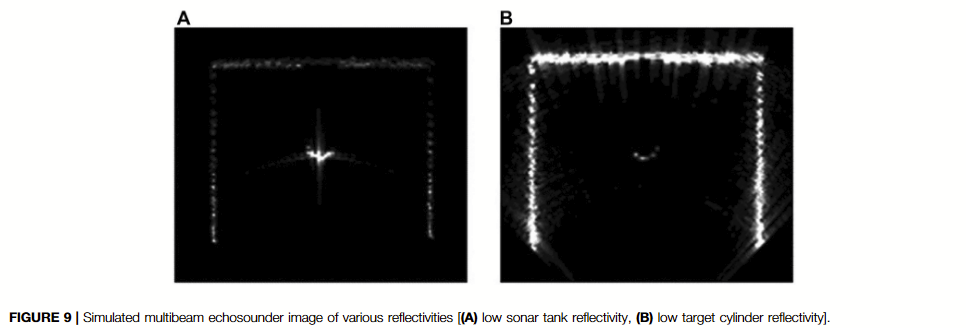 A
B
FIGURE 9 | Simulated multibeam echosounder image of various reflectivities [(A) low sonar tank reflectivity, (B) low target cylinder reflectivity].